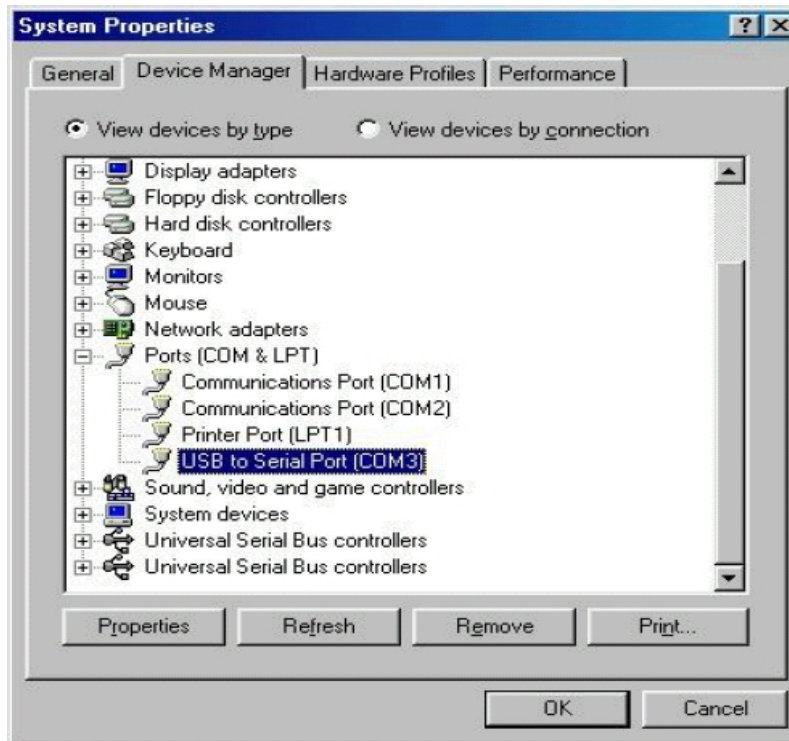 System Properties
General Device Manager Hardware Profiles Performance
View devices by type View devices by connection
Display adapters
Floppy disk controllers
Hard disk controllers
Keyboard
Monitors
Mouse
Network adapters
Ports (COM & LPT)
Communications Port (COM1)
Communications Port (COM2)
Printer Port (LPT1)
USB to Serial Port (COM3)
Sound, video and game controllers
System devices
Universal Serial Bus controllers
Universal Serial Bus controllers
Properties Refresh Remove Print...
OK Cancel